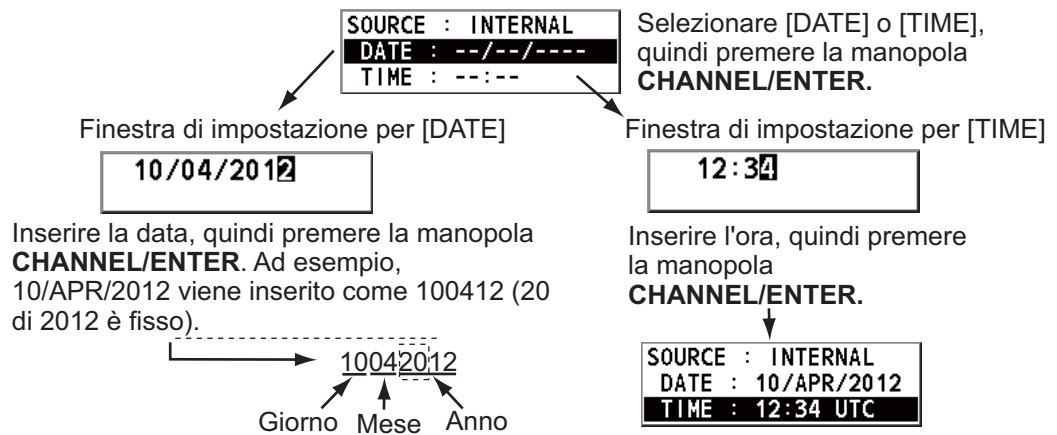 SOURCE : INTERNAL
DATE : --/--/----
TIME : --:--
Selezionare [DATE] o [TIME],
quindi premere la manopola
CHANNEL/ENTER.
Finestra di impostazione per [DATE]
10/04/2012
Inserire la data, quindi premere la manopola
CHANNEL/ENTER. Ad esempio,
10/APR/2012 viene inserito come 100412 (20
di 2012 è fisso).
10042012
Giorno Mese Anno
Finestra di impostazione per [TIME]
12:34
Inserire l'ora, quindi premere
la manopola
CHANNEL/ENTER.
SOURCE : INTERNAL
DATE : 10/APR/2012
TIME : 12:34 UTC